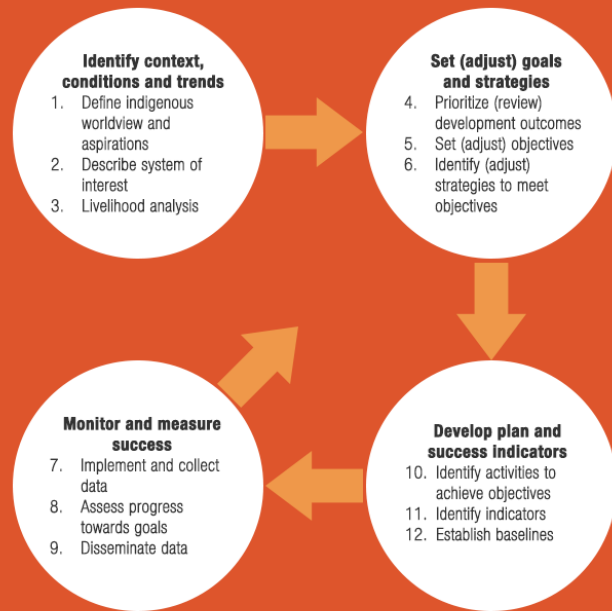 Identify context,
conditions and trends
1. Define indigenous
worldview and
aspirations
2. Describe system of
interest
3. Livelihood analysis
Set (adjust) goals
and strategies
4. Prioritize (review)
development outcomes
5. Set (adjust) objectives
6. Identify (adjust)
strategies to meet
objectives
Monitor and measure
success
7. Implement and collect
data
8. Assess progress
towards goals
9. Disseminate data
Develop plan and
success indicators
10. Identify activities to
achieve objectives
11. Identify indicators
12. Establish baselines